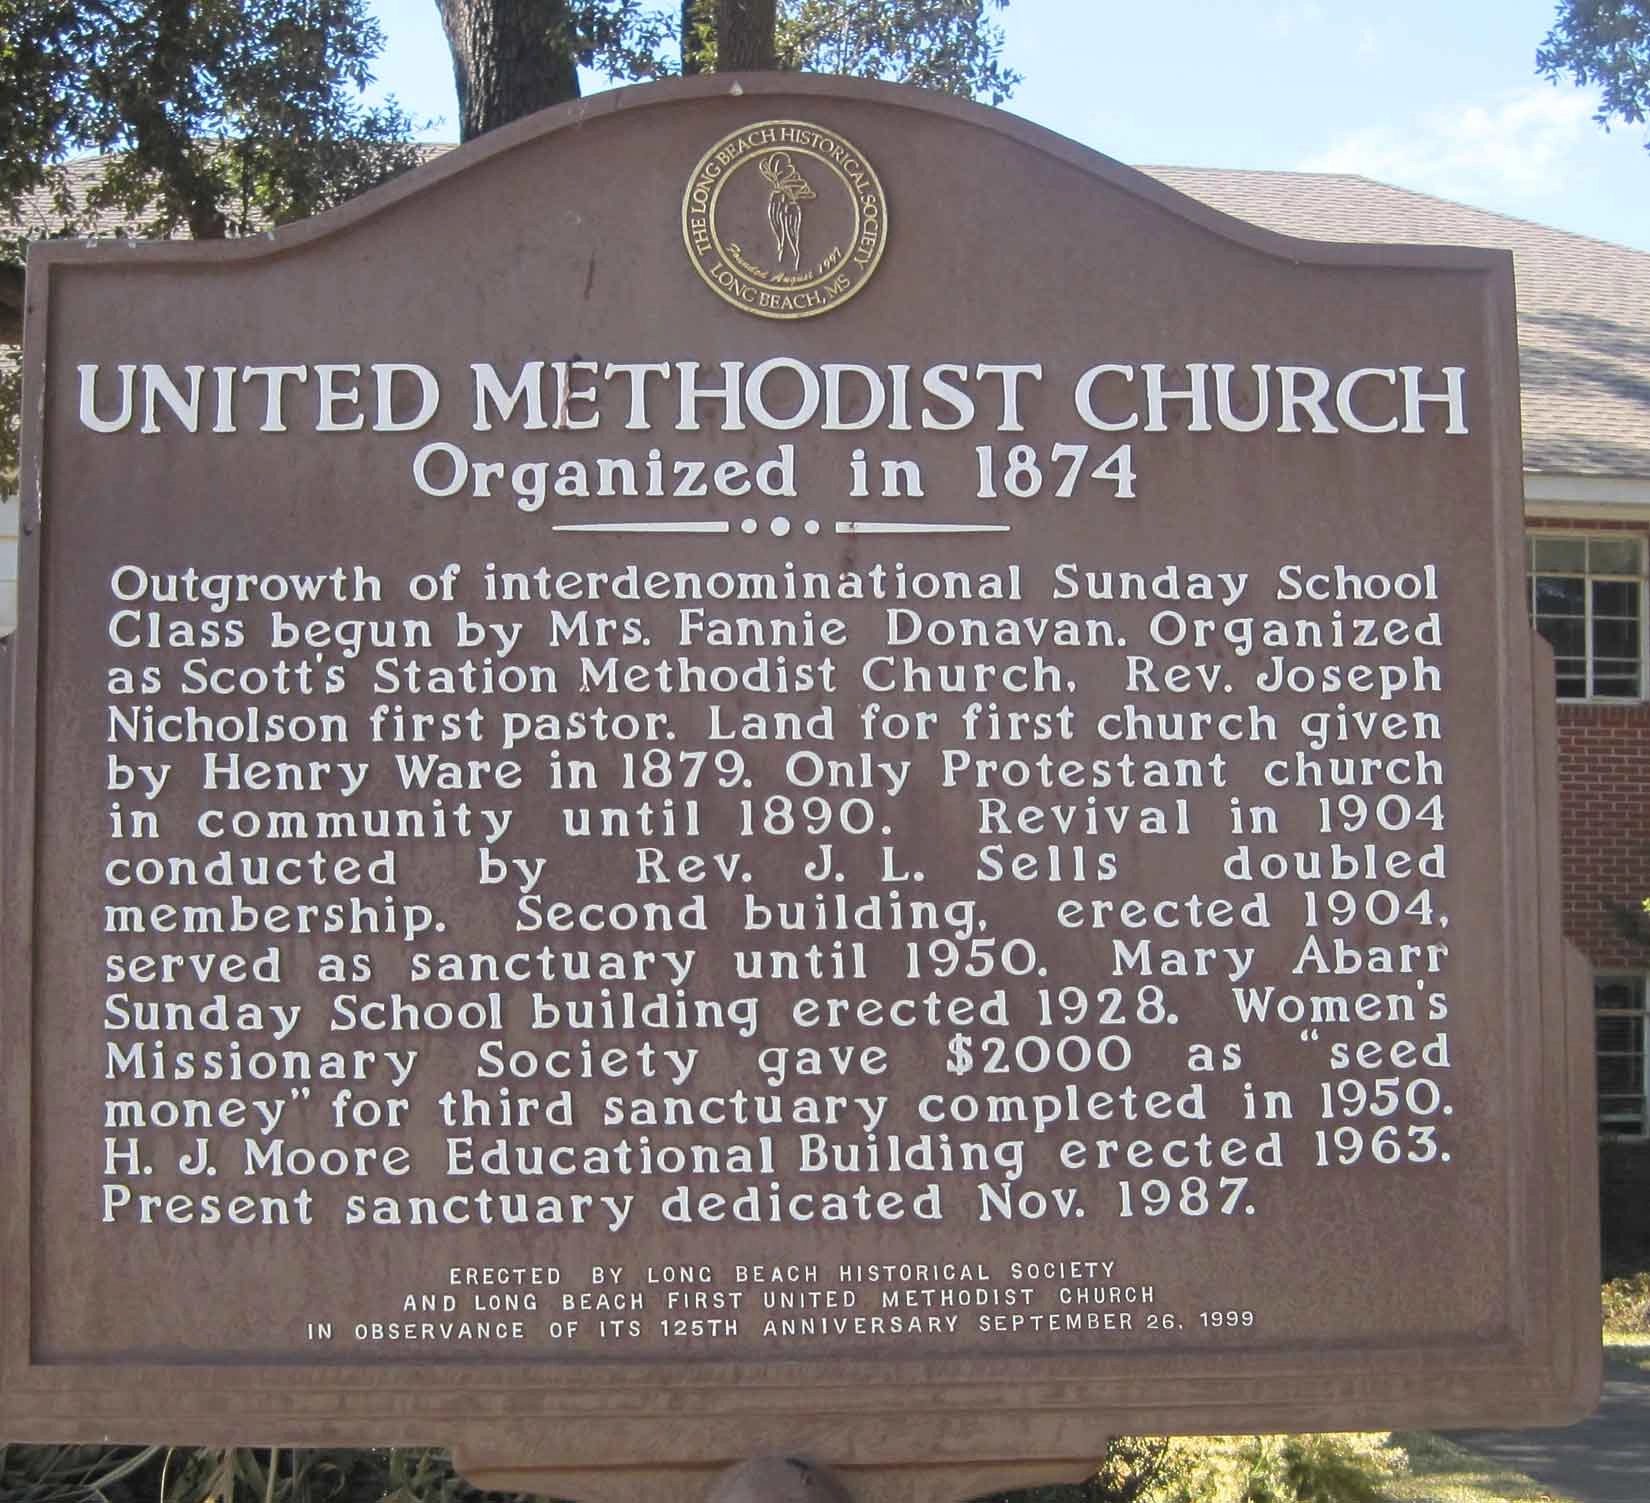 THE LONG BEACH HISTORICAL SOCIETY
Founded August 1997
LONG BEACH, MS
UNITED METHODIST CHURCH
Organized in 1874
Outgrowth of interdenominational Sunday School
Class begun by Mrs. Fannie Donavan. Organized
as Scott's Station Methodist Church, Rev. Joseph
Nicholson first pastor. Land for first church given
by Henry Ware in 1879. Only Protestant church
in community until 1890. Revival in 1904
conducted by Rev. J. L. Sells doubled
membership. Second building, erected 1904,
served as sanctuary until 1950. Mary Abarr
Sunday School building erected 1928. Women's
Missionary Society gave $2000 as “seed
money” for third sanctuary completed in 1950.
H. J. Moore Educational Building erected 1963.
Present sanctuary dedicated Nov. 1987.
ERECTED BY LONG BEACH HISTORICAL SOCIETY
AND LONG BEACH FIRST UNITED METHODIST CHURCH
IN OBSERVANCE OF ITS 125TH ANNIVERSARY SEPTEMBER 26, 1999